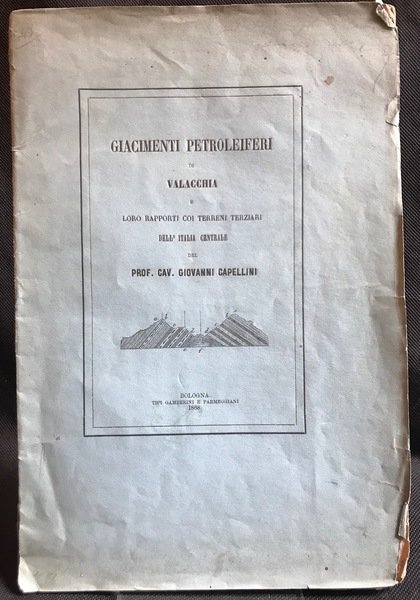 GIACIMENTI PETROLEIFERI
DI
VALACCHIA
E
LORO RAPPORTI COI TERRENI TERZIARI
DELL' ITALIA CENTRALE
DEL
PROF. CAV. GIOVANNI CAPELLINI
BOLOGNA
TIPI GAMBERINI E PARMEGGIANI
1868.